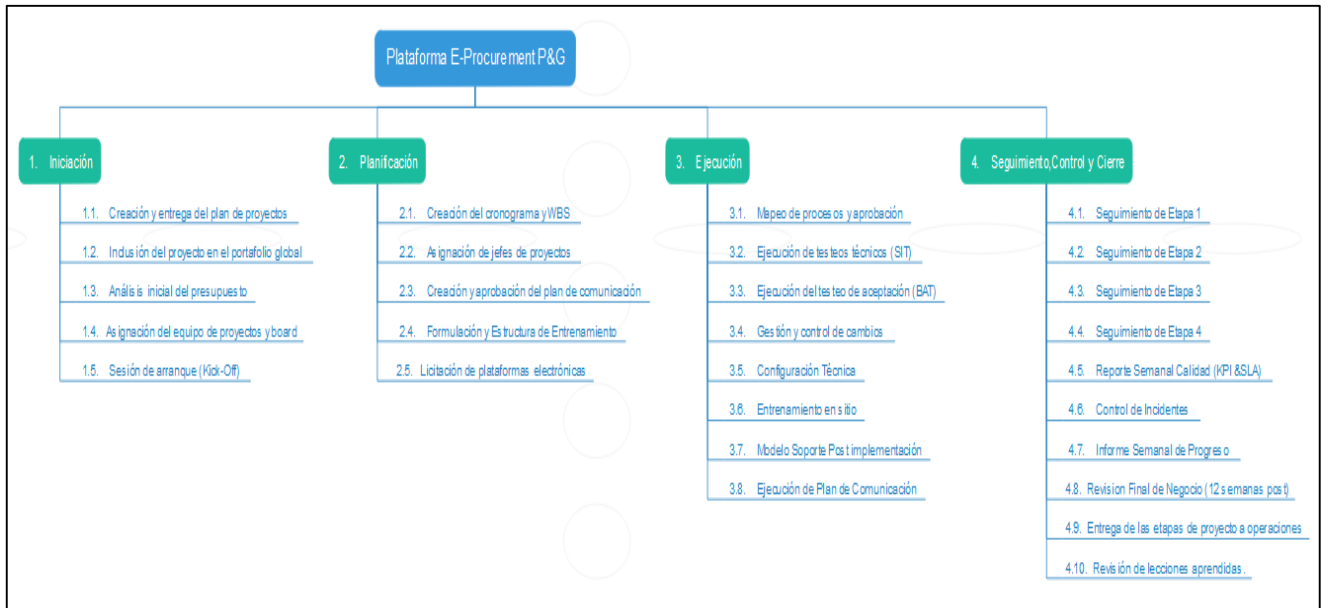 Plataforma E-Procurement P&G
1. Iniciación
1.1. Creación y entrega del plan de proyectos
1.2. Inclusión del proyecto en el portafolio global
1.3. Análisis inicial del presupuesto
1.4. Asignación del equipo de proyectos y board
1.5. Sesión de arranque (Kick-Off)
2. Planificación
2.1. Creación del cronograma y WBS
2.2. Asignación de jefes de proyectos
2.3. Creación y aprobación del plan de comunicación
2.4. Formulación y Estructura de Entrenamiento
2.5. Licitación de plataformas electrónicas
3. Ejecución
3.1. Mapeo de procesos y aprobación
3.2. Ejecución de testeos técnicos (SIT)
3.3. Ejecución del testeo de aceptación (BAT)
3.4. Gestión y control de cambios
3.5. Configuración Técnica
3.6. Entrenamiento en sitio
3.7. Modelo Soporte Post implementación
3.8. Ejecución de Plan de Comunicación
4. Seguimiento,Control y Cierre
4.1. Seguimiento de Etapa 1
4.2. Seguimiento de Etapa 2
4.3. Seguimiento de Etapa 3
4.4. Seguimiento de Etapa 4
4.5. Reporte Semanal Calidad (KPI &SLA)
4.6. Control de Incidentes
4.7. Informe Semanal de Progreso
4.8. Revision Final de Negocio (12 semanas post)
4.9. Entrega de las etapas de proyecto a operaciones
4.10. Revisión de lecciones aprendidas.